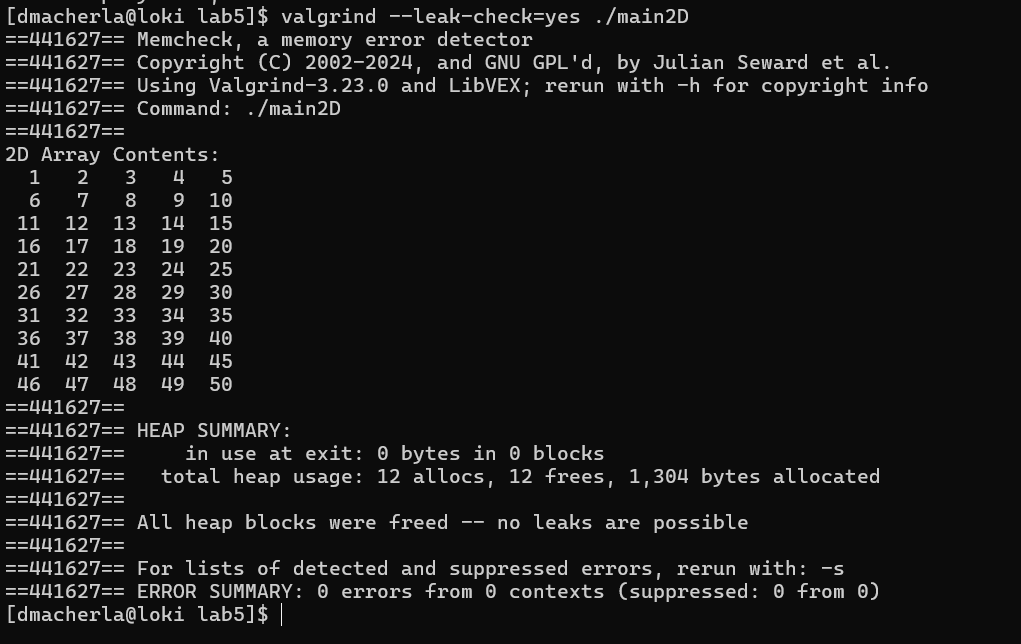 [dmacherla@loki lab5]$ valgrind --leak-check=yes ./main2D
==441627== Memcheck, a memory error detector
==441627== Copyright (C) 2002-2024, and GNU GPL'd, by Julian Seward et al.
==441627== Using Valgrind-3.23.0 and LibVEX; rerun with -h for copyright info
==441627== Command: ./main2D
==441627==
2D Array Contents:
  1   2   3   4   5
  6   7   8   9  10
 11  12  13  14  15
 16  17  18  19  20
 21  22  23  24  25
 26  27  28  29  30
 31  32  33  34  35
 36  37  38  39  40
 41  42  43  44  45
 46  47  48  49  50
==441627==
==441627== HEAP SUMMARY:
==441627==     in use at exit: 0 bytes in 0 blocks
==441627==   total heap usage: 12 allocs, 12 frees, 1,304 bytes allocated
==441627==
==441627== All heap blocks were freed -- no leaks are possible
==441627==
==441627== For lists of detected and suppressed errors, rerun with: -s
==441627== ERROR SUMMARY: 0 errors from 0 contexts (suppressed: 0 from 0)
[dmacherla@loki lab5]$